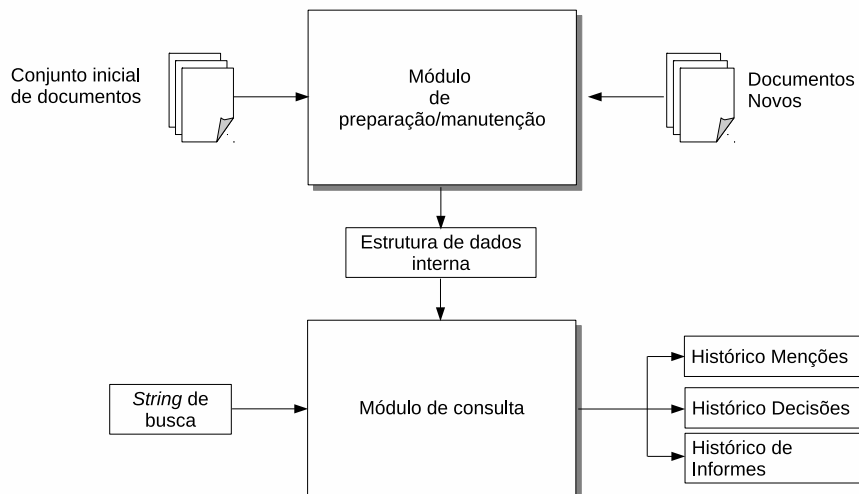 Conjunto inicial
de documentos
Módulo
de
preparação/manutenção
Documentos
Novos
Estrutura de dados
interna
String de
busca
Módulo de consulta
Histórico Menções
Histórico Decisões
Histórico de
Informes